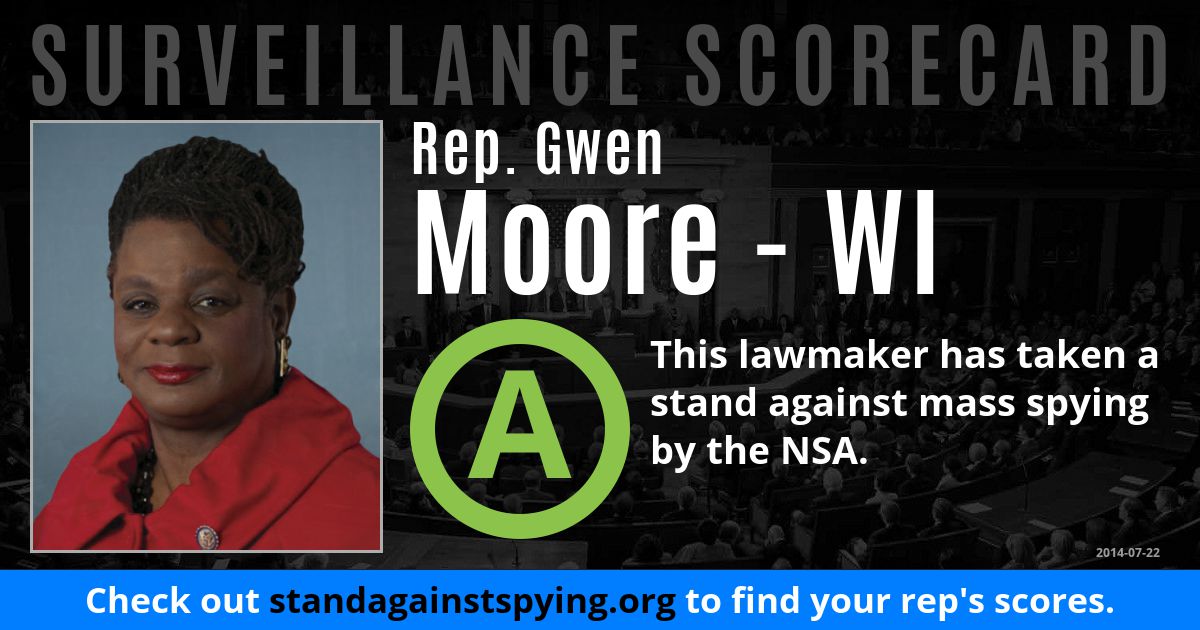 SURVEILLANCE SCORECARD
Rep. Gwen
Moore - WI
A
This lawmaker has taken a
stand against mass spying
by the NSA.
2014-07-22
Check out standagainstspying.org to find your rep's scores.